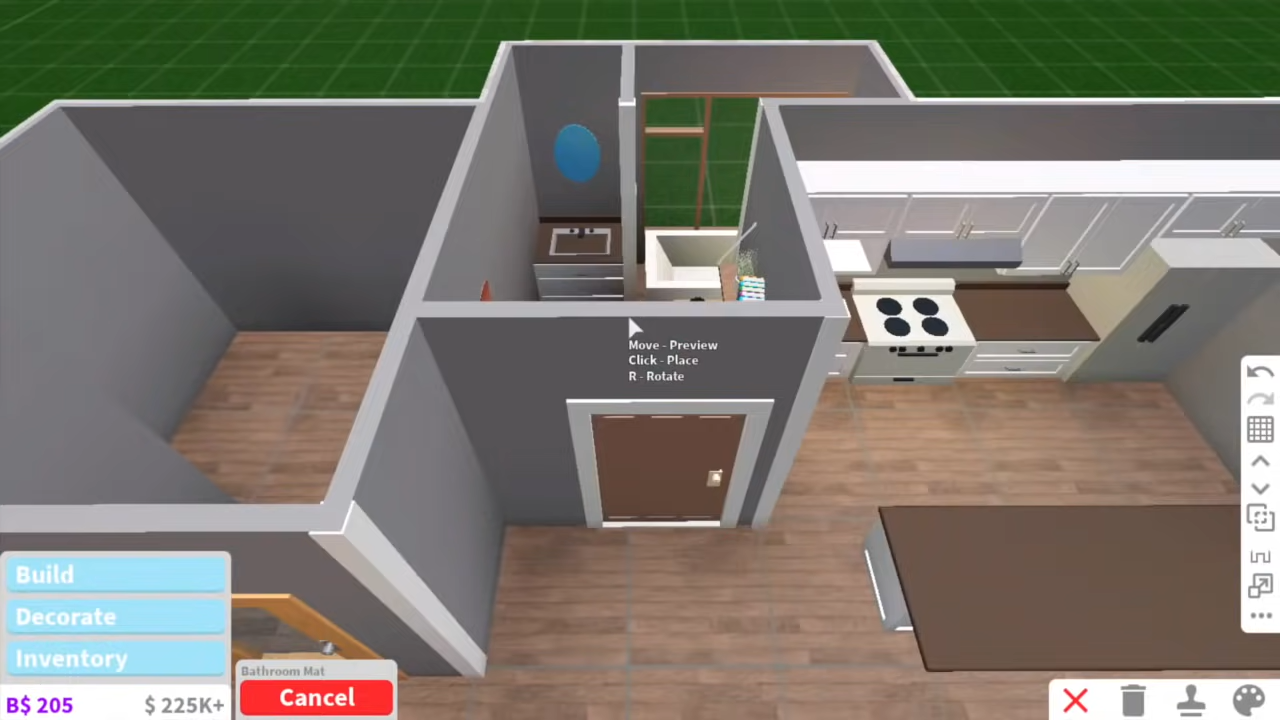 Move - Preview
Click - Place
R - Rotate
Build
Decorate
Inventory
B$ 205
$ 225K+
Bathroom Mat
Cancel